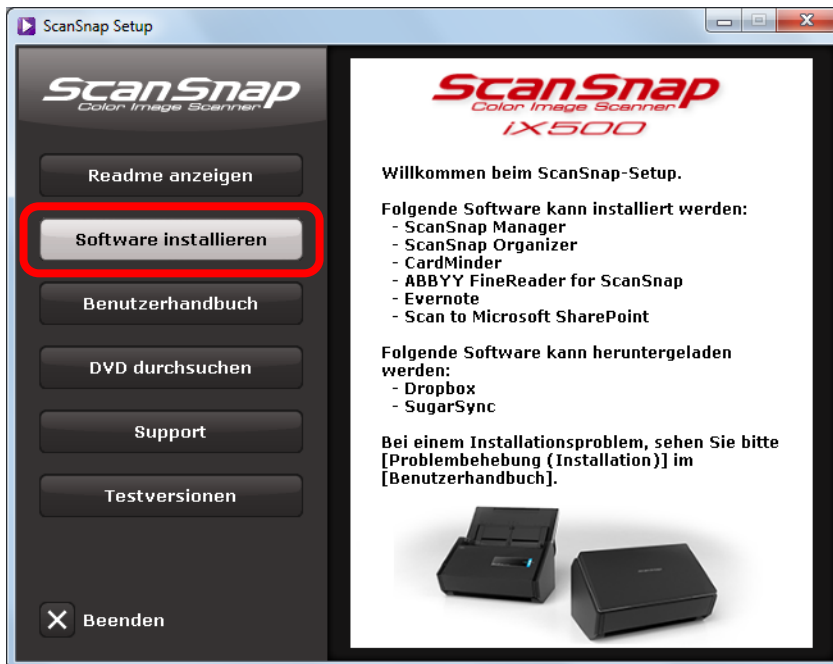 ScanSnap Setup
ScanSnap
Color Image Scanner
Readme anzeigen
Software installieren
Benutzerhandbuch
DVD durchsuchen
Support
Testversionen
Beenden
ScanSnap
Color Image Scanner
iX500
Willkommen beim ScanSnap-Setup.
Folgende Software kann installiert werden:
- ScanSnap Manager
- ScanSnap Organizer
- CardMinder
- ABBYY FineReader for ScanSnap
- Evernote
- Scan to Microsoft SharePoint
Folgende Software kann heruntergeladen
werden:
- Dropbox
- SugarSync
Bei einem Installationsproblem, sehen Sie bitte
[Problembehebung (Installation)] im
[Benutzerhandbuch].